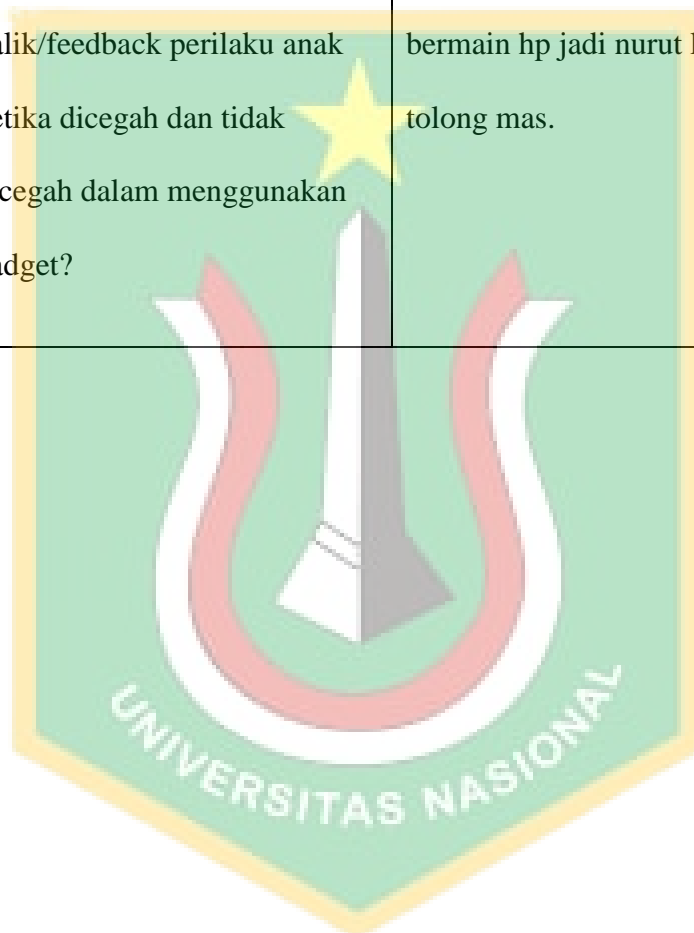 alik/feedback perilaku anak
etika dicegah dan tidak
cegah dalam menggunakan
adget?
bermain hp jadi nurut
tolong mas.
UNIVERSITAS NASIONAL